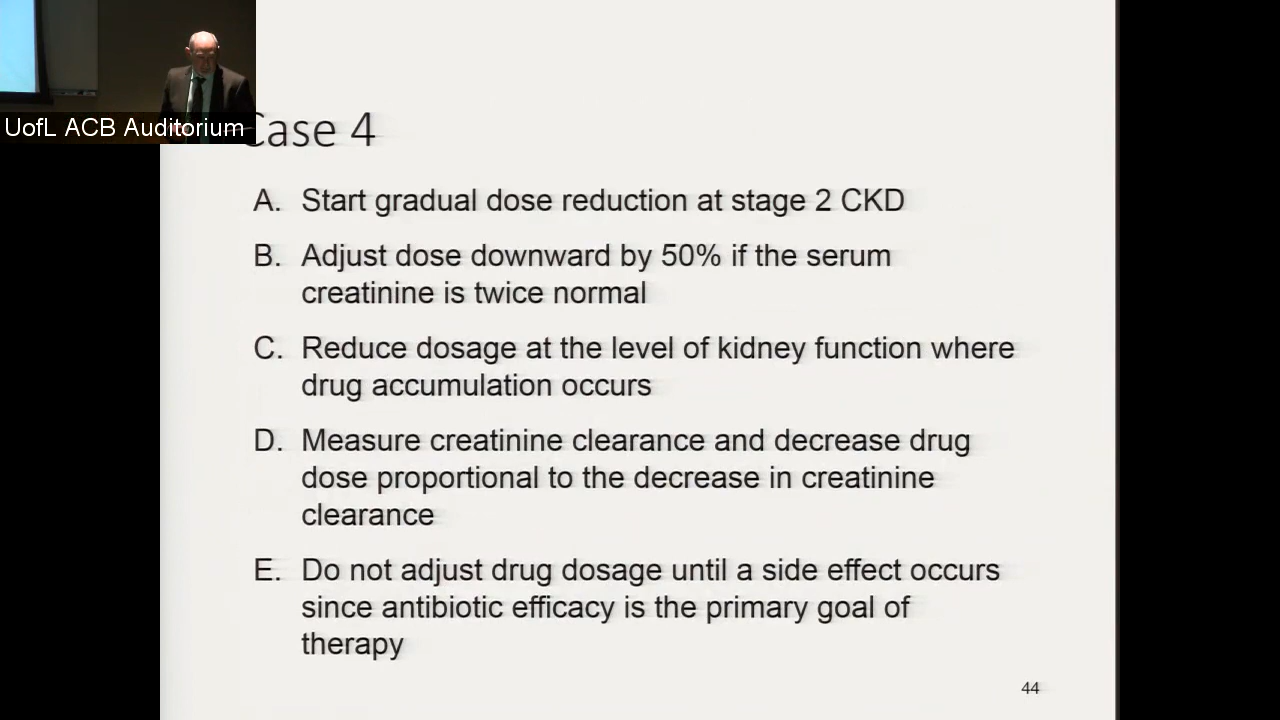 UofL ACB Auditorium
Case 4
A. Start gradual dose reduction at stage 2 CKD
B. Adjust dose downward by 50% if the serum
creatinine is twice normal
C. Reduce dosage at the level of kidney function where
drug accumulation occurs
D. Measure creatinine clearance and decrease drug
dose proportional to the decrease in creatinine
clearance
E. Do not adjust drug dosage until a side effect occurs
since antibiotic efficacy is the primary goal of
therapy
44